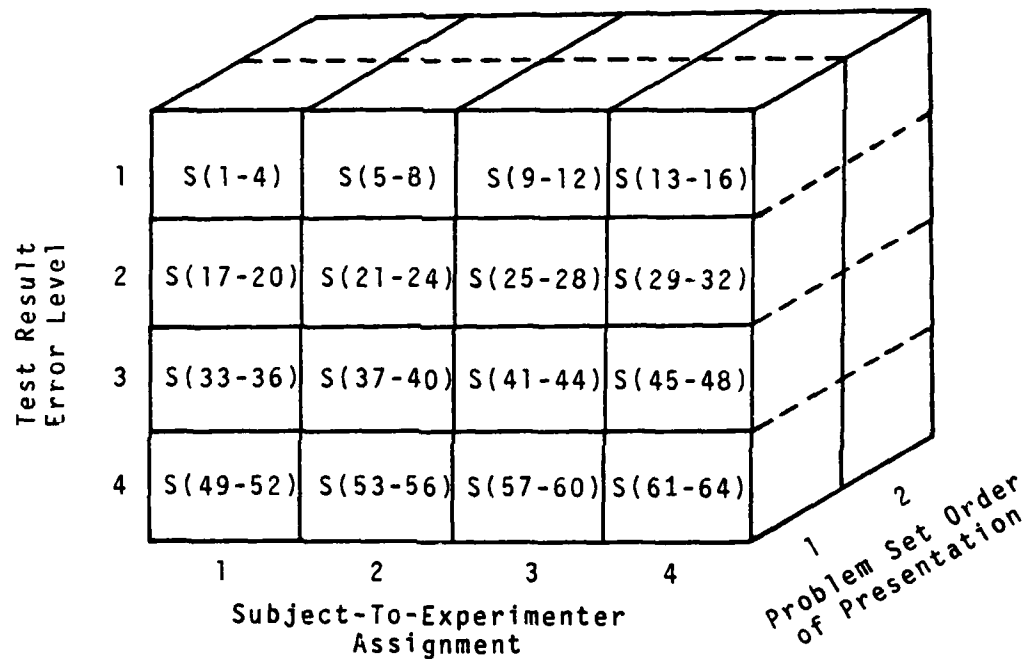 Test Result
Error Level
1 S(1-4) S(5-8) S(9-12) S(13-16)
2 S(17-20) S(21-24) S(25-28) S(29-32)
3 S(33-36) S(37-40) S(41-44) S(45-48)
4 S(49-52) S(53-56) S(57-60) S(61-64)
1 2 3 4
Subject-To-Experimenter
Assignment
1 2
Problem Set Order
of Presentation